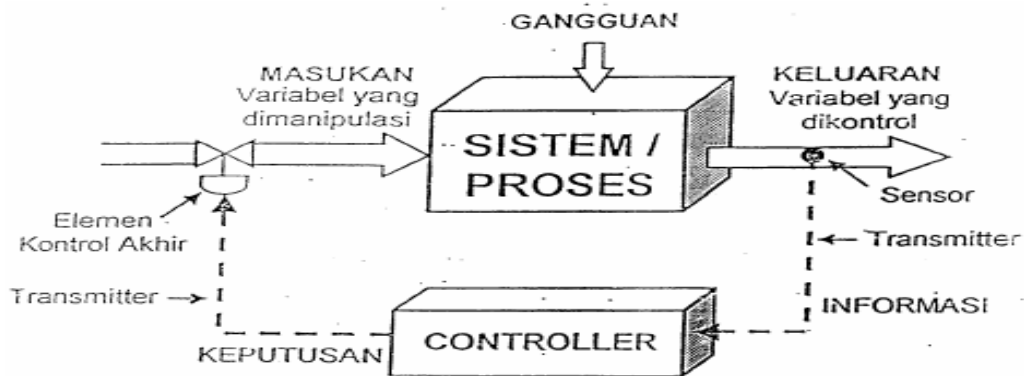 GANGGUAN
MASUKAN
Variabel yang
dimanipulasi
SISTEM /
PROSES
KELUARAN
Variabel yang
dikontrol
Sensor
Elemen
Kontrol Akhir
Transmitter
Transmitter
INFORMASI
CONTROLLER
KEPUTUSAN